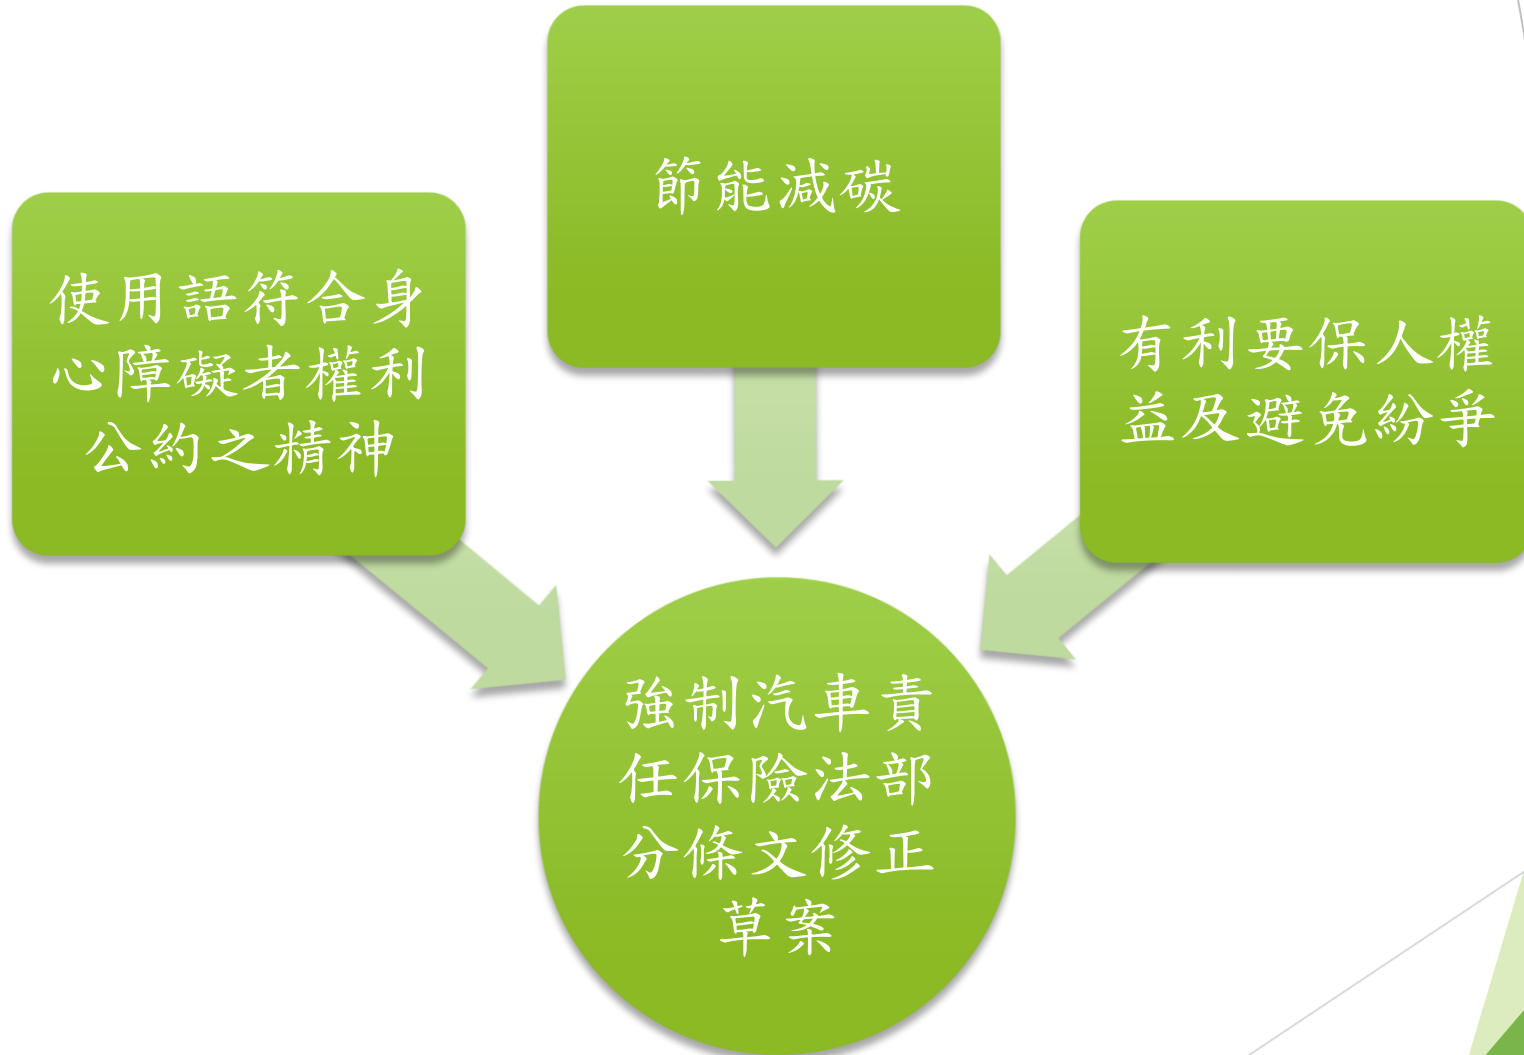 節能減碳
使用語符合身
心障礙者權利
公約之精神
有利要保人權
益及避免紛爭
強制汽車責
任保險法部
分條文修正
草案